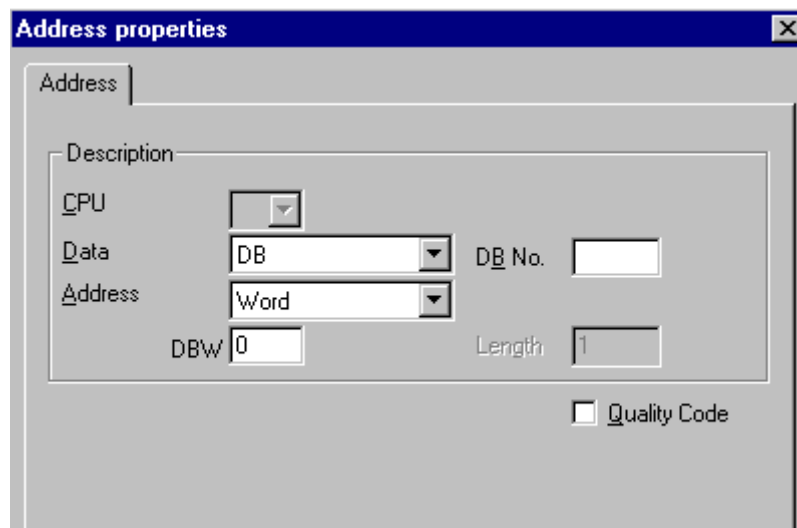 Address properties
Address
Description
CPU
Data DB DB No.
Address Word
DBW 0 Length 1
Quality Code